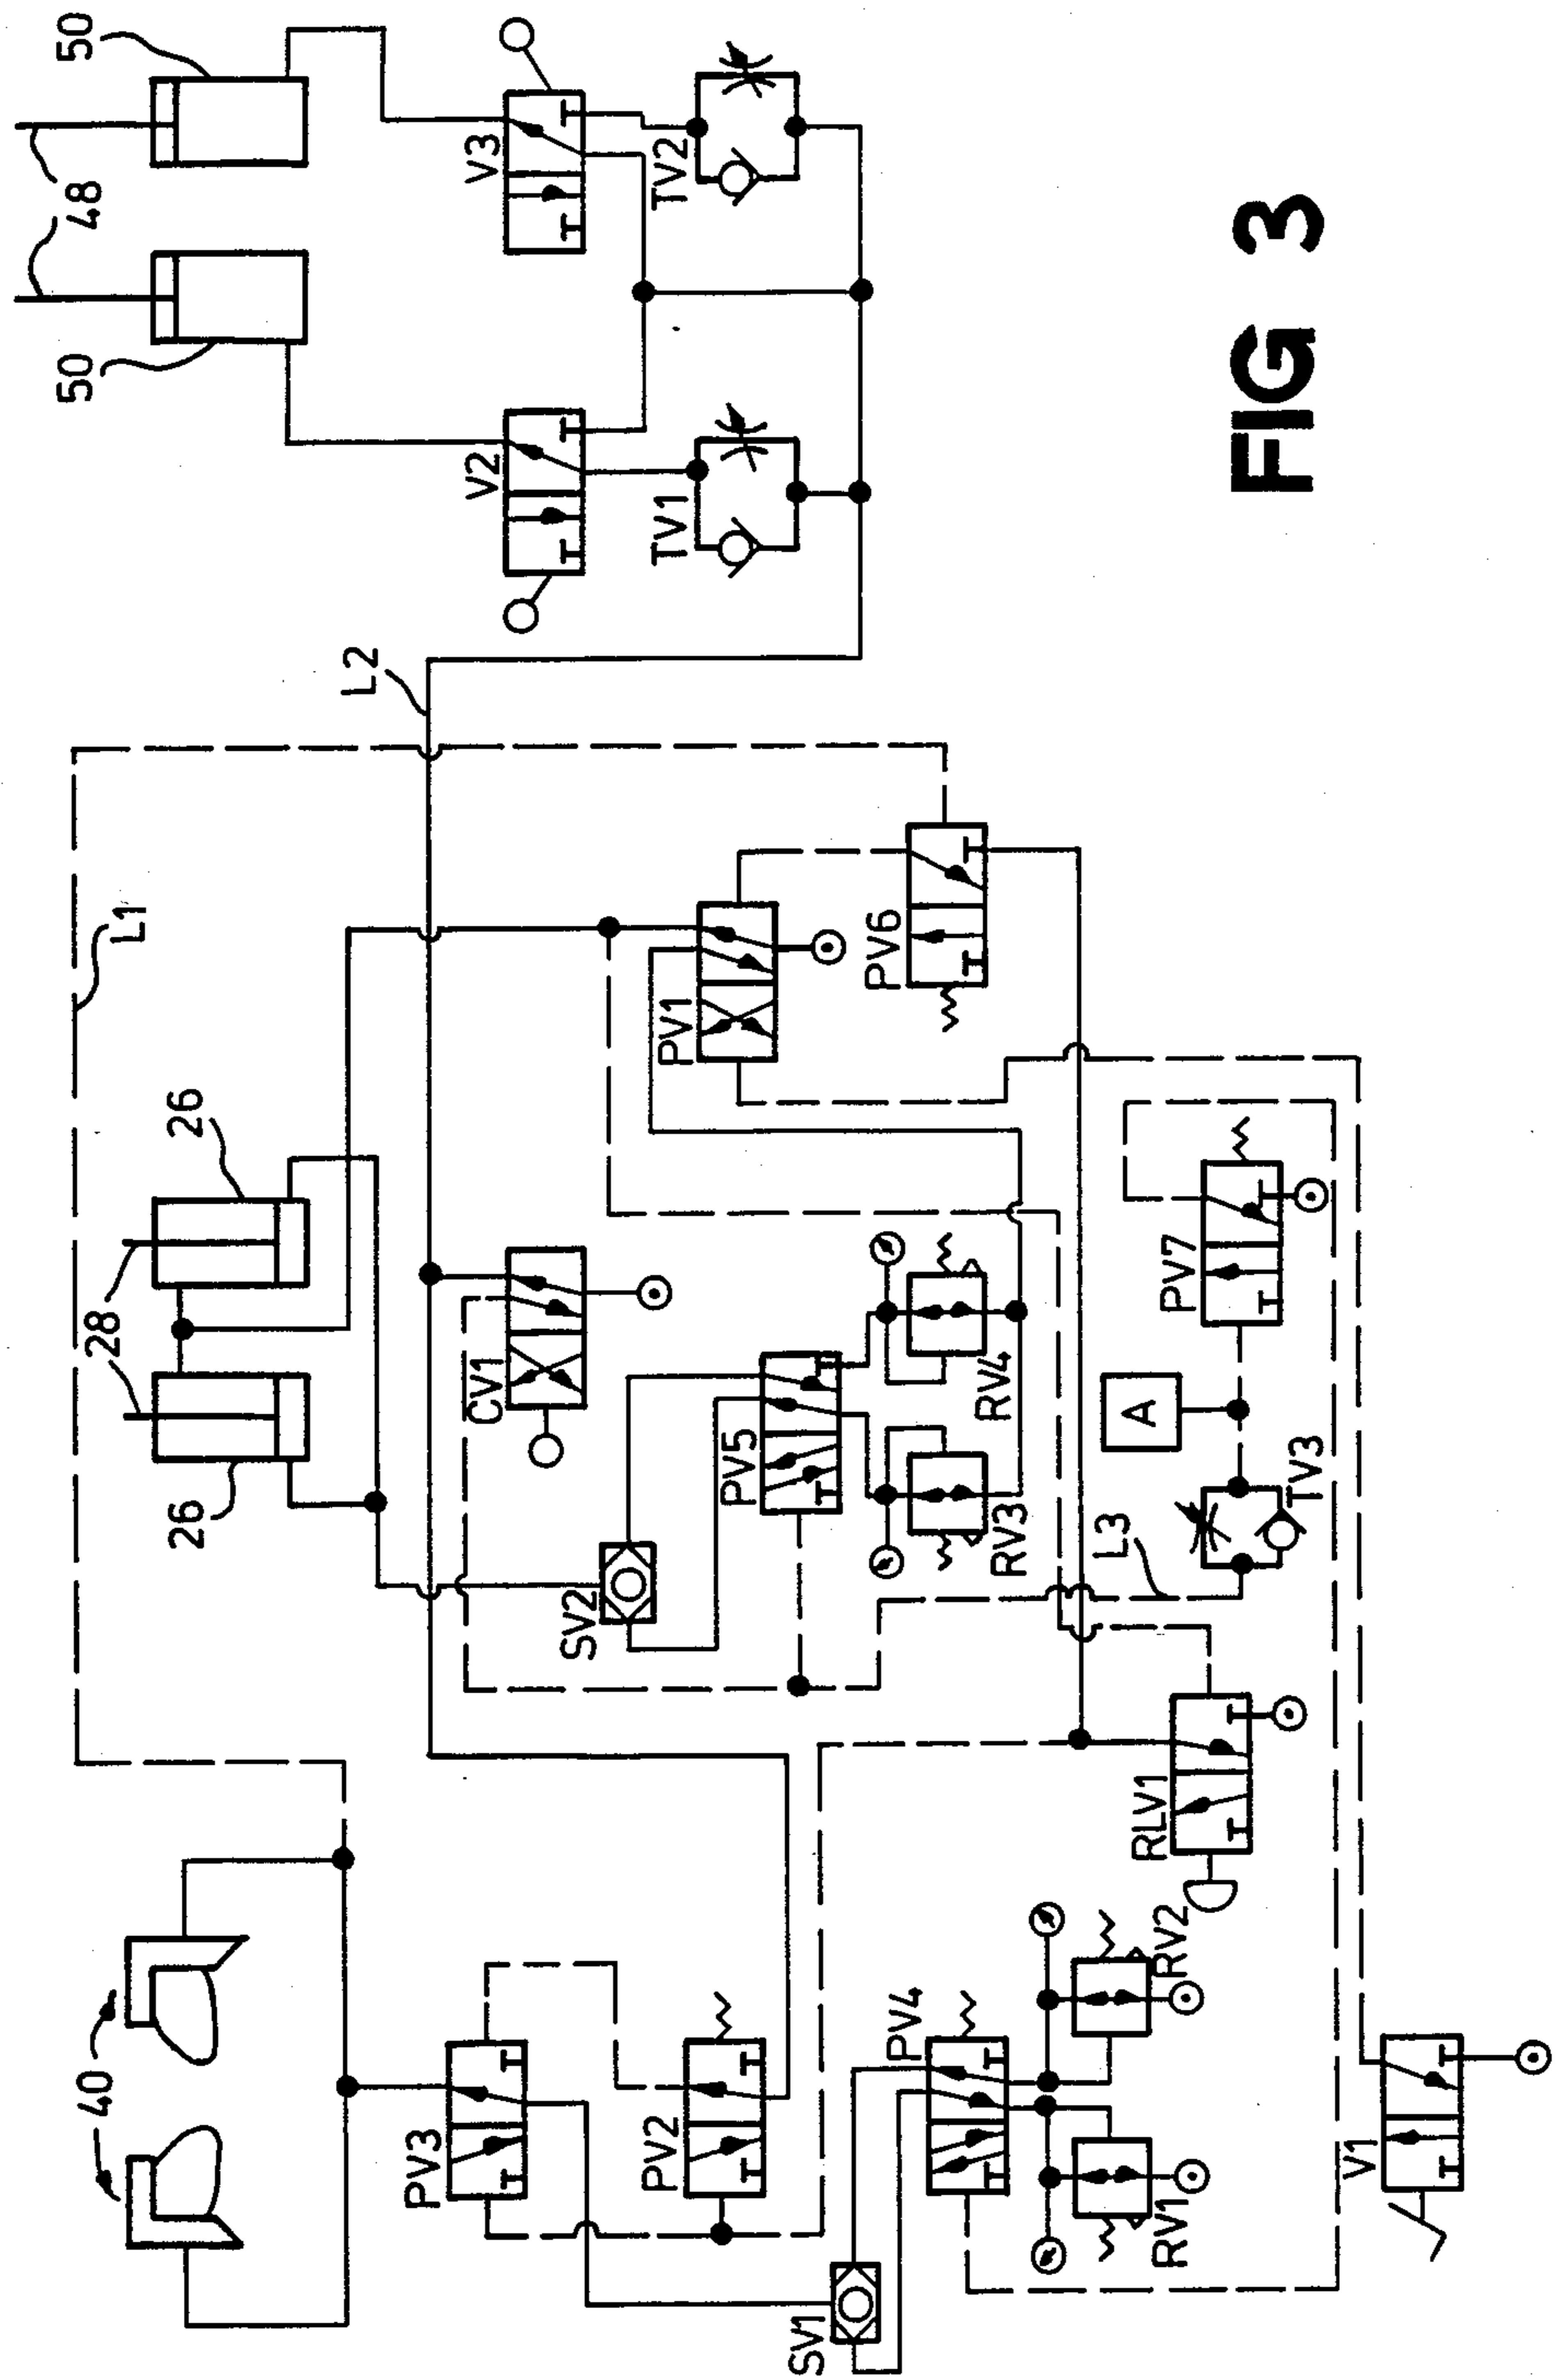 50
50
48
V3
V2
TV2
TV1
L2
L1
26
28
26
CV1
PV1
PV6
PV5
SV2
RV4
RV3
PV7
A
TV3
L3
40
PV3
PV2
RLV1
PV4
RV2
RV1
SV1
V1
FIG 3